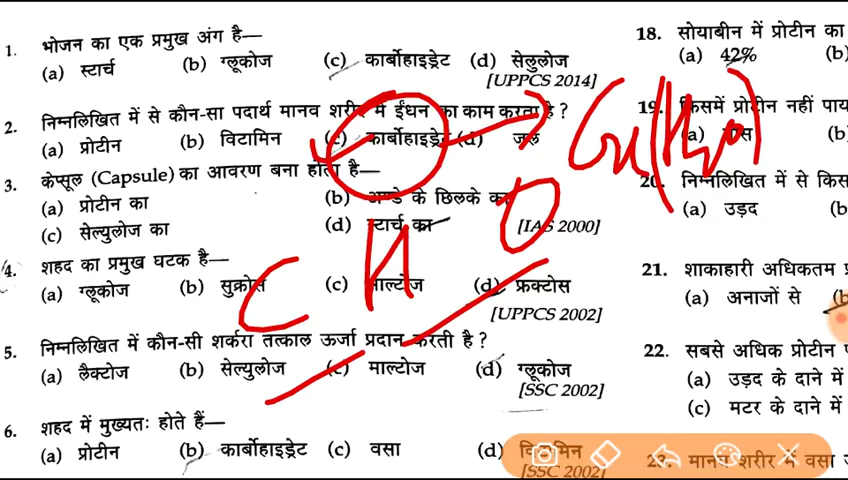 1. भोजन का एक प्रमुख अंग है—
(a) स्टार्च (b) ग्लूकोज (c) कार्बोहाइड्रेट (d) सेलुलोज
[UPPCS 2014]
2. निम्नलिखित में से कौन-सा पदार्थ मानव शरीर में ईंधन का काम करता है ?
(a) प्रोटीन (b) विटामिन (c) कार्बोहाइड्रेट (d) जल
3. केप्सूल (Capsule) का आवरण बना होता है—
(a) प्रोटीन का (b) अण्डे के छिलके का
(c) सेल्युलोज का (d) स्टार्च का [IAS 2000]
4. शहद का प्रमुख घटक है—
(a) ग्लूकोज (b) सुक्रोस (c) माल्टोज (d) फ्रक्टोस
[UPPCS 2002]
5. निम्नलिखित में कौन-सी शर्करा तत्काल ऊर्जा प्रदान करती है ?
(a) लैक्टोज (b) सेल्युलोज (c) माल्टोज (d) ग्लूकोज
[SSC 2002]
6. शहद में मुख्यतः होते हैं—
(a) प्रोटीन (b) कार्बोहाइड्रेट (c) वसा (d) विटामिन
[SSC 2002]
C H O
18. सोयाबीन में प्रोटीन का
(a) 42% (b)
19. किसमें प्रोटीन नहीं पाय
(a) (b)
20. निम्नलिखित में से किस
(a) उड़द (b
21. शाकाहारी अधिकतम प्र
(a) अनाजों से (b
22. सबसे अधिक प्रोटीन प
(a) उड़द के दाने में
(c) मटर के दाने में
23. मानव शरीर में वसा ज